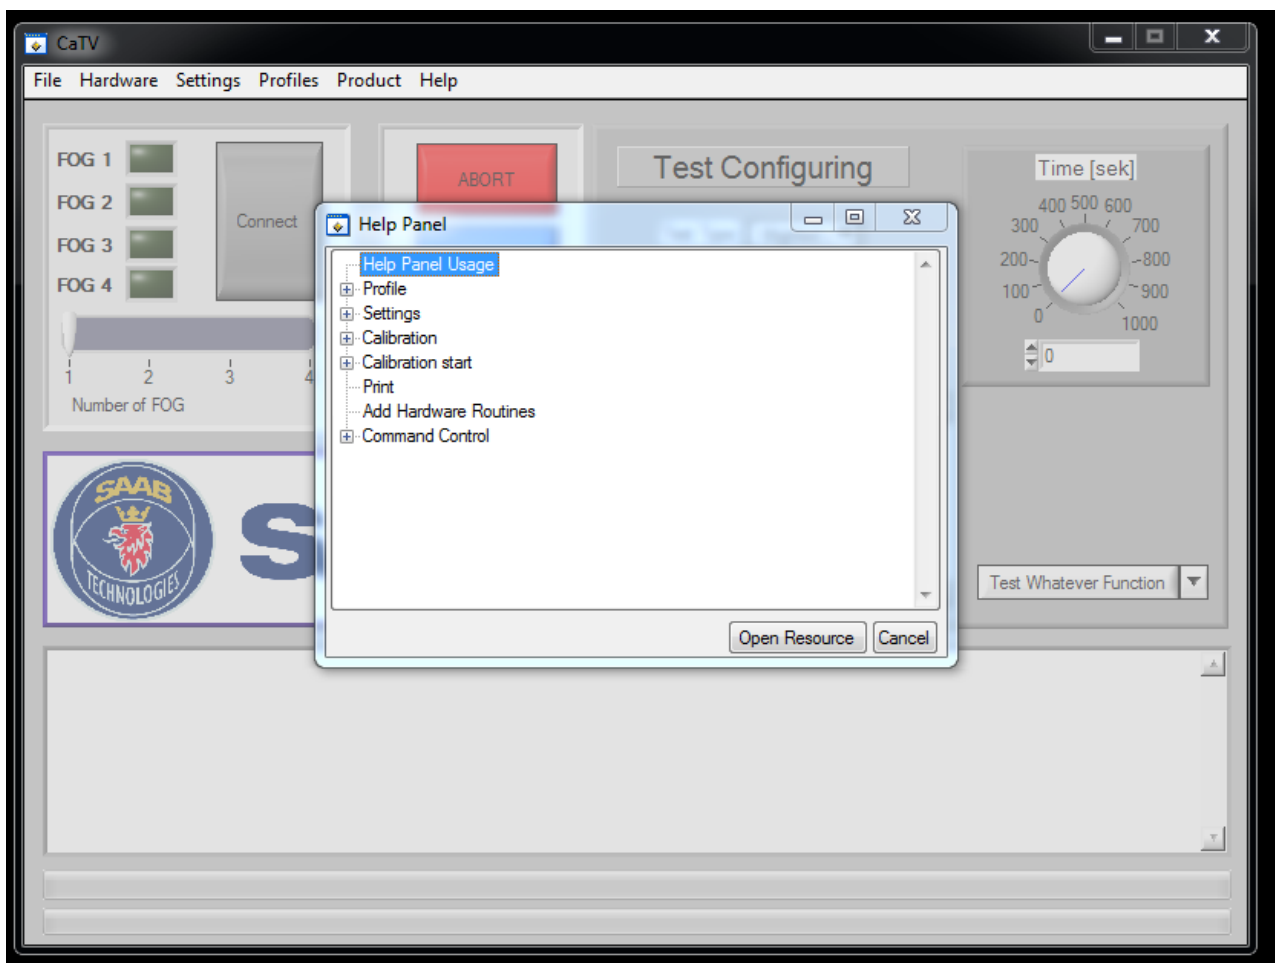 CaTV
File Hardware Settings Profiles Product Help
FOG 1
FOG 2
FOG 3
FOG 4
Connect
1 2 3 4
Number of FOG
ABORT
Test Configuring
Time [sek]
0 100 200 300 400 500 600 700 800 900 1000
0
Help Panel
Help Panel Usage
Profile
Settings
Calibration
Calibration start
Print
Add Hardware Routines
Command Control
Open Resource Cancel
SAAB
TECHNOLOGIES
S
Test Whatever Function